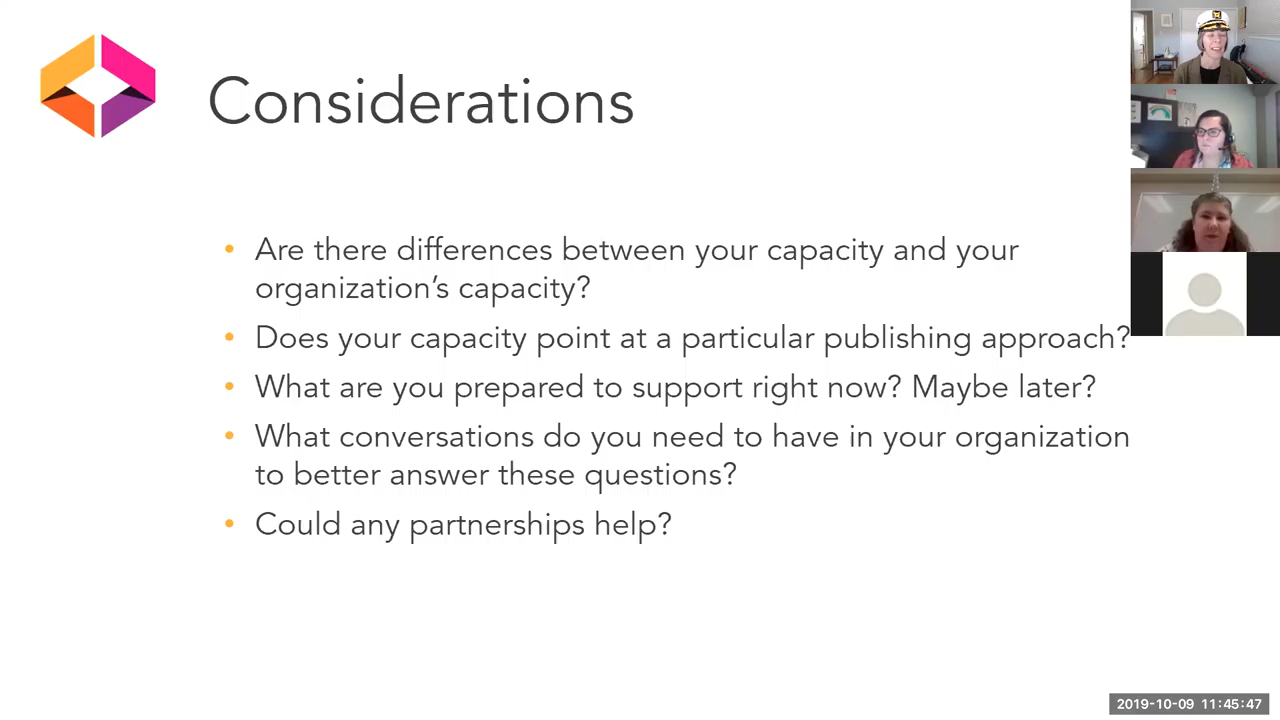 Considerations
• Are there differences between your capacity and your
organization’s capacity?
• Does your capacity point at a particular publishing approach?
• What are you prepared to support right now? Maybe later?
• What conversations do you need to have in your organization
to better answer these questions?
• Could any partnerships help?
2019-10-09 11:45:47